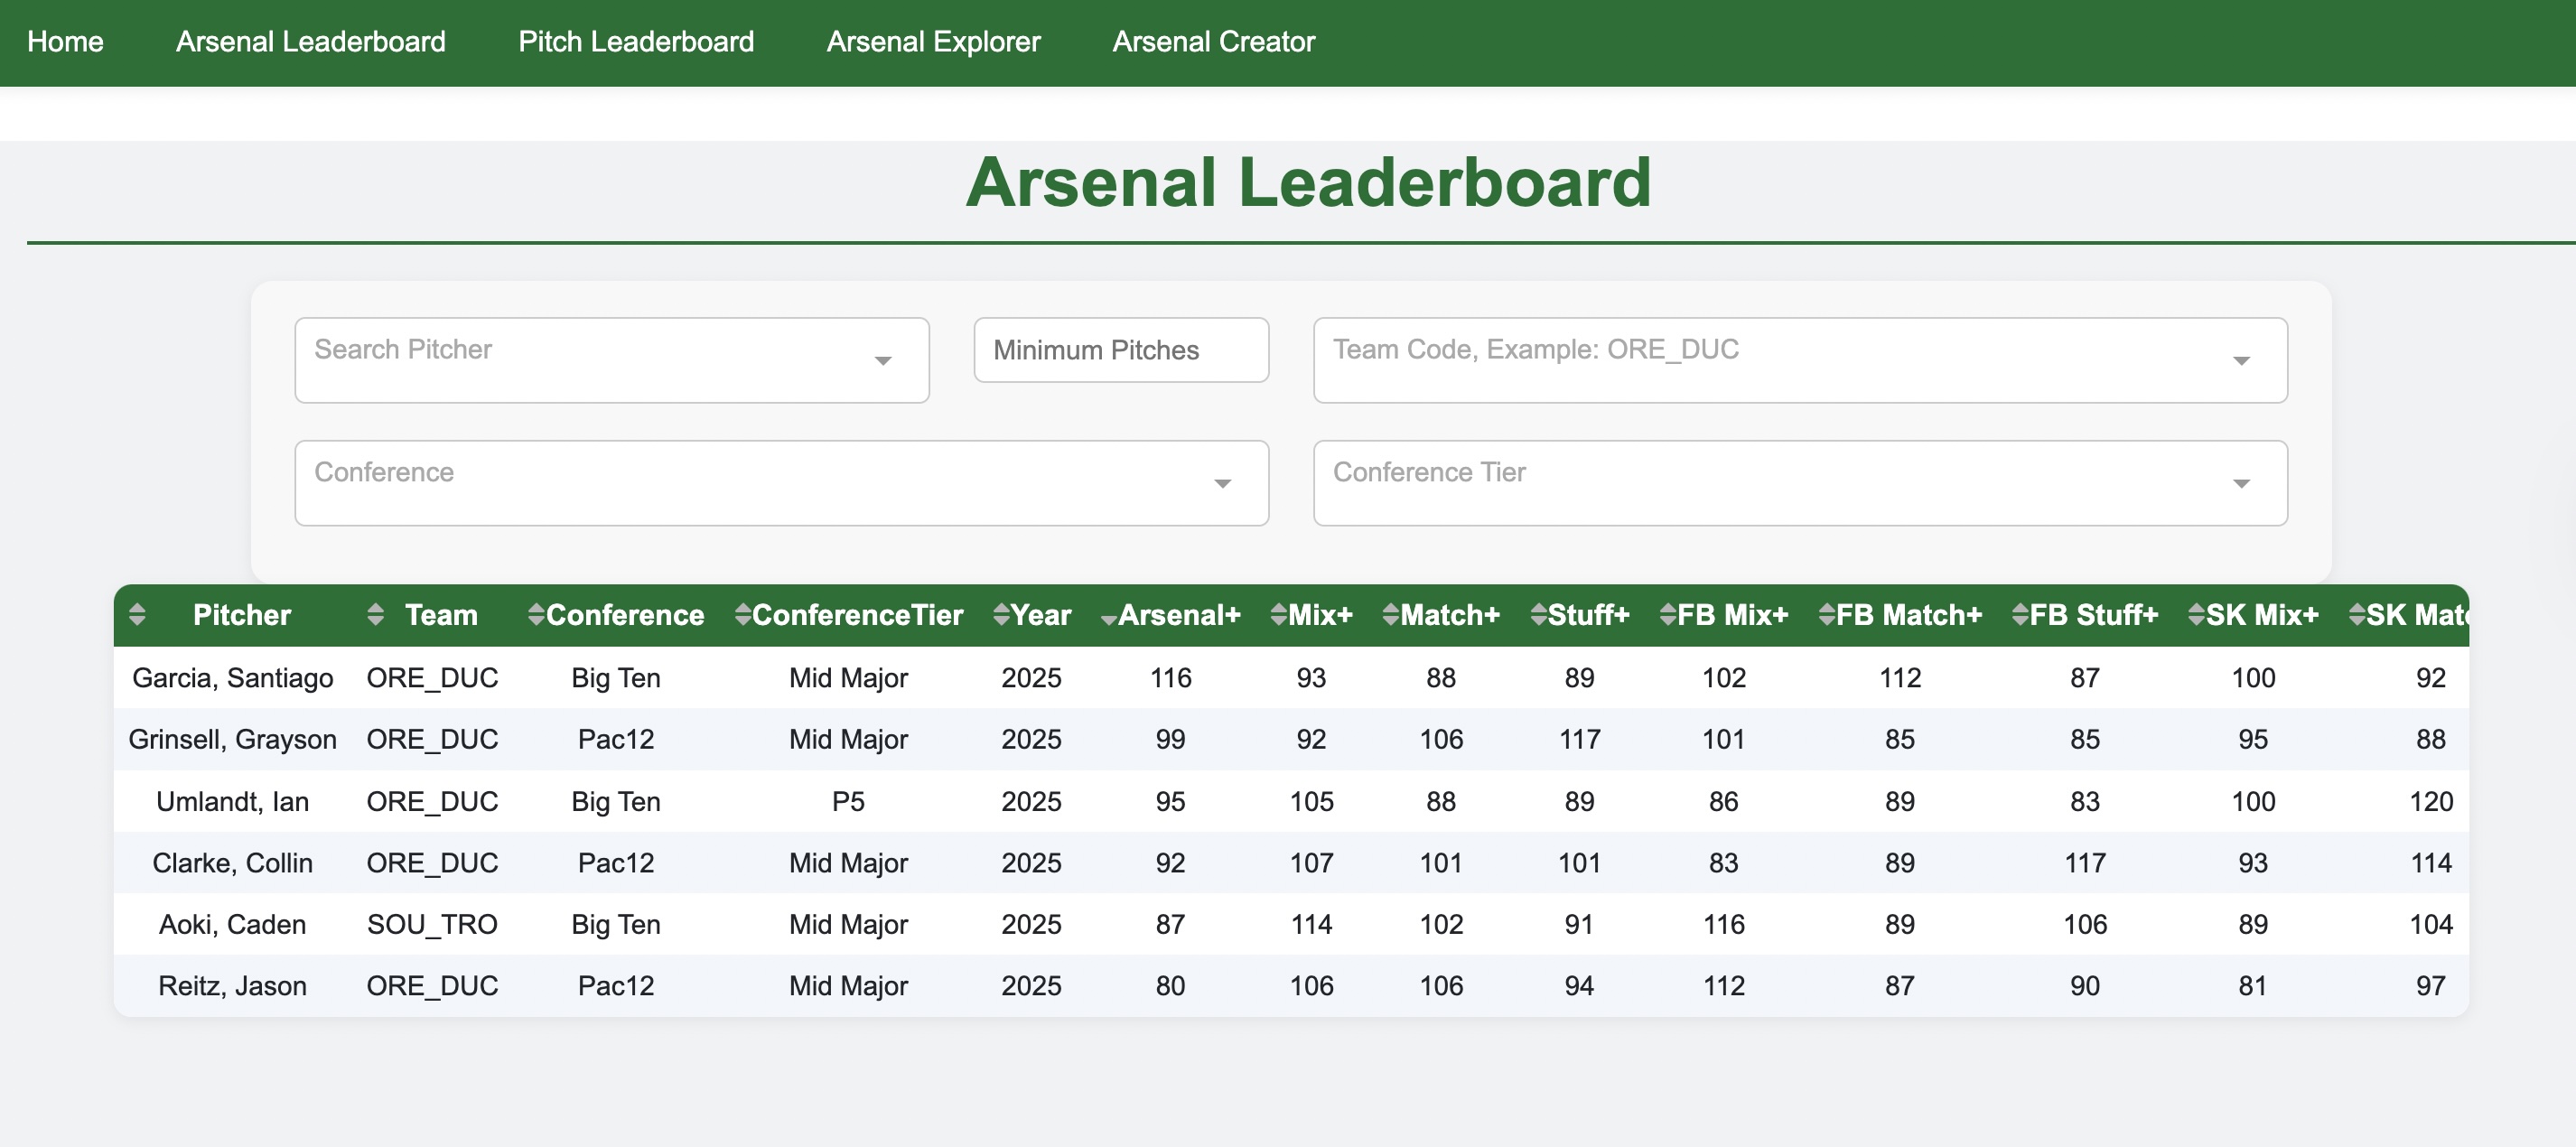 Home Arsenal Leaderboard Pitch Leaderboard Arsenal Explorer Arsenal Creator
Arsenal Leaderboard
Search Pitcher Minimum Pitches Team Code, Example: ORE_DUC
Conference Conference Tier
Pitcher Team Conference ConferenceTier Year Arsenal+ Mix+ Match+ Stuff+ FB Mix+ FB Match+ FB Stuff+ SK Mix+ SK Mat
Garcia, Santiago ORE_DUC Big Ten Mid Major 2025 116 93 88 89 102 112 87 100 92
Grinsell, Grayson ORE_DUC Pac12 Mid Major 2025 99 92 106 117 101 85 85 95 88
Umlandt, Ian ORE_DUC Big Ten P5 2025 95 105 88 89 86 89 83 100 120
Clarke, Collin ORE_DUC Pac12 Mid Major 2025 92 107 101 101 83 89 117 93 114
Aoki, Caden SOU_TRO Big Ten Mid Major 2025 87 114 102 91 116 89 106 89 104
Reitz, Jason ORE_DUC Pac12 Mid Major 2025 80 106 106 94 112 87 90 81 97